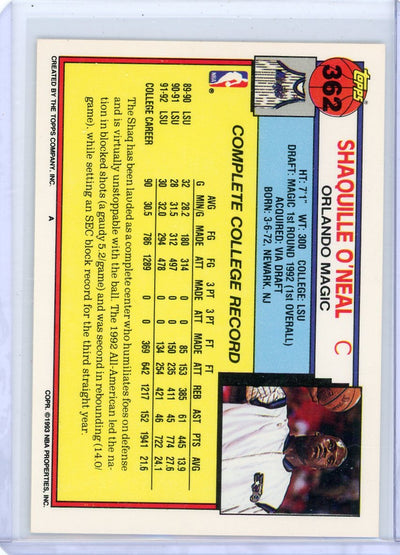 topps
362
SHAQUILLE O'NEAL C
ORLANDO MAGIC
HT: 7'1" WT: 300 COLLEGE: LSU
DRAFT: MAGIC 1ST ROUND 1992 (1ST OVERALL)
ACQUIRED: VIA DRAFT
BORN: 3-6-72, NEWARK, NJ
NBA ®
COMPLETE COLLEGE RECORD
G AVG MIN/G FG MADE FG ATT 3 PT MADE 3 PT ATT FT MADE FT ATT REB AST PTS AVG
89-90 LSU 32 28.2 180 314 0 0 85 153 385 61 445 13.9
90-91 LSU 28 31.5 312 497 0 0 150 235 411 45 774 27.6
91-92 LSU 30 30.5 294 478 0 0 134 254 421 46 722 24.1
COLLEGE CAREER 90 30.0 786 1289 0 0 369 642 1217 152 1941 21.6
The Shaq has been lauded as a complete center who humiliates foes on defense
and is virtually unstoppable with the ball. The 1992 All-American led the na-
tion in blocked shots (a gaudy 5.2/game) and was second in rebounding (14.0/
game), while setting an SEC block record for the third straight year
CREATED BY THE TOPPS COMPANY, INC. A COPR. ©1993 NBA PROPERTIES, INC.